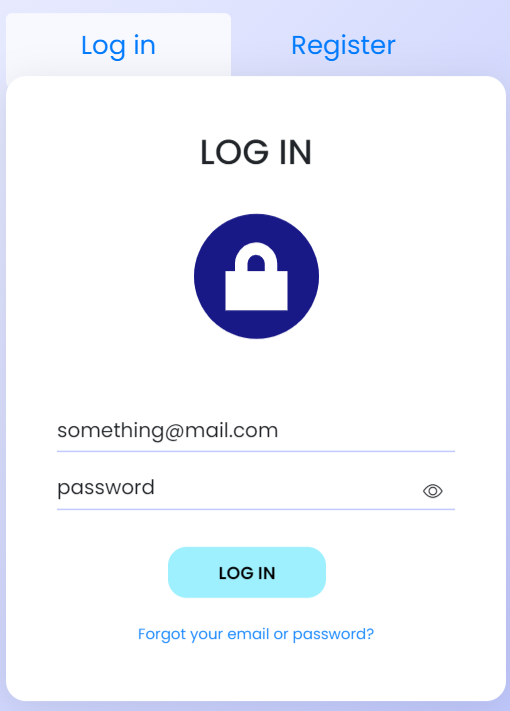 Log in
Register
LOG IN
something@mail.com
password
LOG IN
Forgot your email or password?